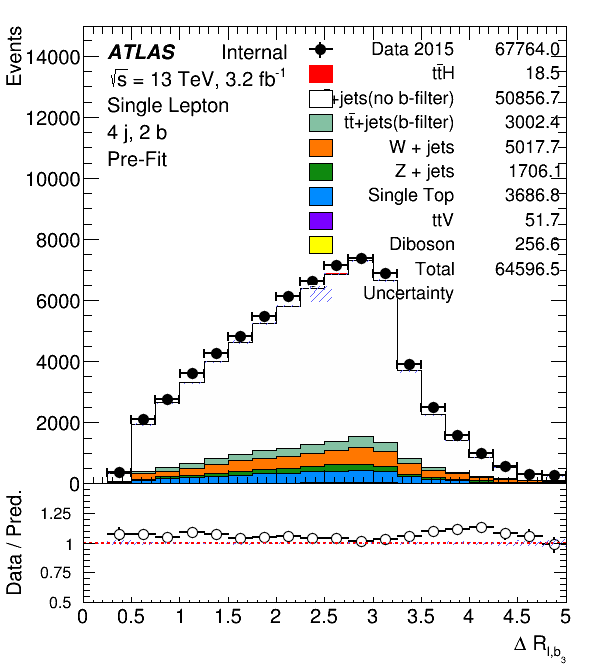 Events
14000
12000
10000
8000
6000
4000
2000
0
ATLAS Internal
√s = 13 TeV, 3.2 fb⁻¹
Single Lepton
4 j, 2 b
Pre-Fit
Data 2015 67764.0
tt̄H 18.5
+jets(no b-filter) 50856.7
tt̄+jets(b-filter) 3002.4
W + jets 5017.7
Z + jets 1706.1
Single Top 3686.8
ttV 51.7
Diboson 256.6
Total 64596.5
Uncertainty
Data / Pred.
1.25
1
0.75
0.5
0 0.5 1 1.5 2 2.5 3 3.5 4 4.5 5
Δ R_{l,b_3}